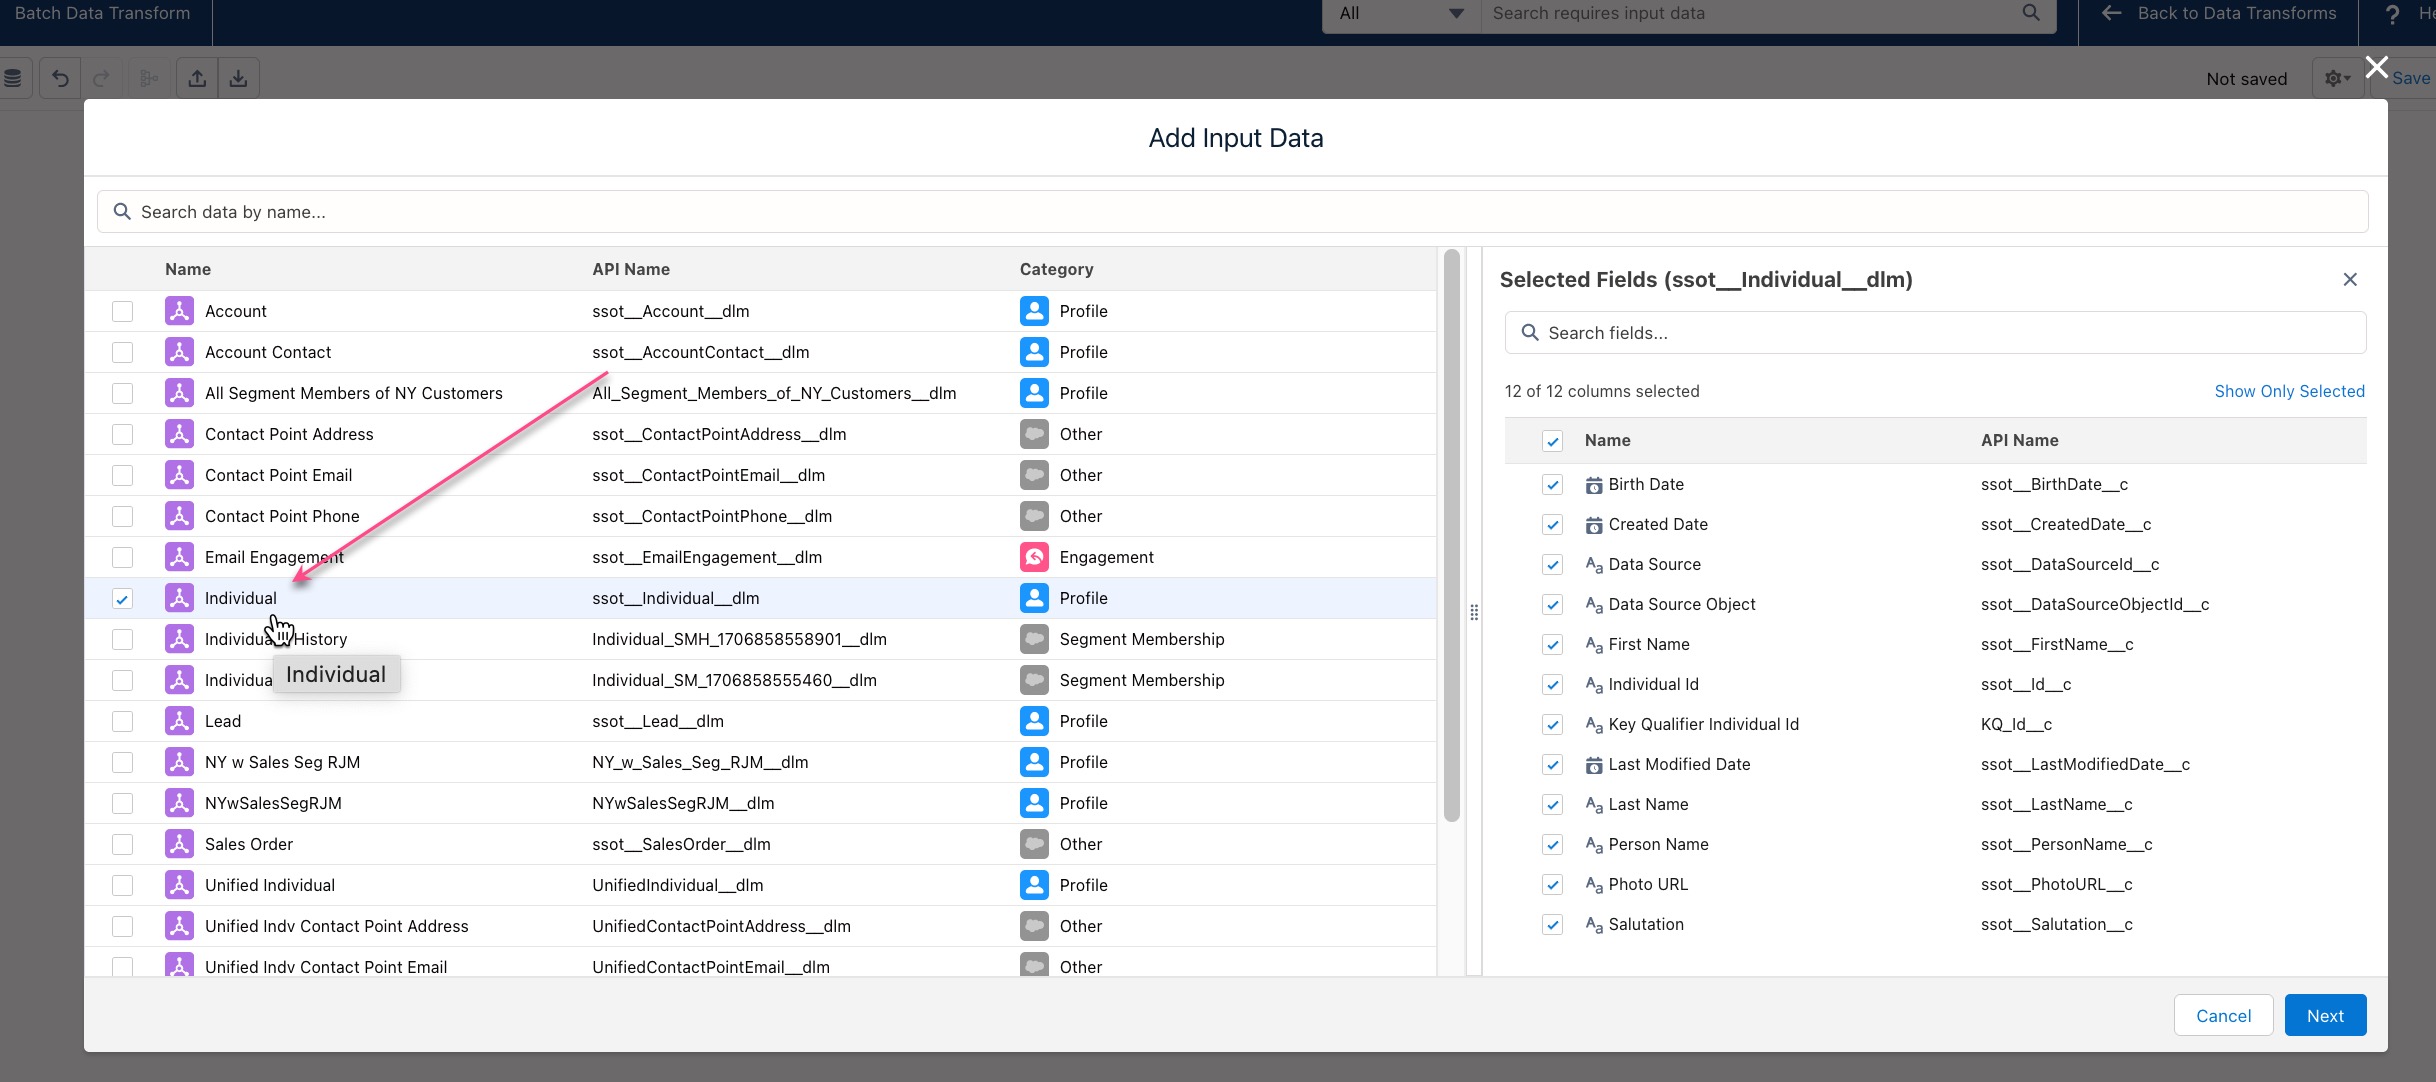 Batch Data Transform
All
Search requires input data
Back to Data Transforms
Not saved
Save
Add Input Data
Search data by name...
Name API Name Category
Account ssot__Account__dlm Profile
Account Contact ssot__AccountContact__dlm Profile
All Segment Members of NY Customers All_Segment_Members_of_NY_Customers__dlm Profile
Contact Point Address ssot__ContactPointAddress__dlm Other
Contact Point Email ssot__ContactPointEmail__dlm Other
Contact Point Phone ssot__ContactPointPhone__dlm Other
Email Engagement ssot__EmailEngagement__dlm Engagement
Individual ssot__Individual__dlm Profile
History Individual_SMH_1706858558901__dlm Segment Membership
Individual
Individual_SM_1706858555460__dlm Segment Membership
Lead ssot__Lead__dlm Profile
NY w Sales Seg RJM NY_w_Sales_Seg_RJM__dlm Profile
NYwSalesSegRJM NYwSalesSegRJM__dlm Profile
Sales Order ssot__SalesOrder__dlm Other
Unified Individual UnifiedIndividual__dlm Profile
Unified Indv Contact Point Address UnifiedContactPointAddress__dlm Other
Unified Indv Contact Point Email UnifiedContactPointEmail__dlm Other
Selected Fields (ssot__Individual__dlm)
Search fields...
12 of 12 columns selected Show Only Selected
Name API Name
Birth Date ssot__BirthDate__c
Created Date ssot__CreatedDate__c
Data Source ssot__DataSourceId__c
Data Source Object ssot__DataSourceObjectId__c
First Name ssot__FirstName__c
Individual Id ssot__Id__c
Key Qualifier Individual Id KQ_Id__c
Last Modified Date ssot__LastModifiedDate__c
Last Name ssot__LastName__c
Person Name ssot__PersonName__c
Photo URL ssot__PhotoURL__c
Salutation ssot__Salutation__c
Cancel Next